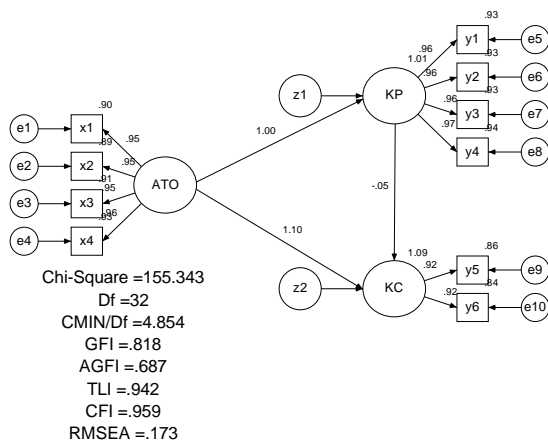 .93
.96
y1
e5
1.01
.93
z1
KP
.96
y2
e6
.93
.96
y3
e7
.90
.94
.97
y4
e8
e1
x1
.95
.89
1.00
e2
x2
.95
.91
ATO
-.05
e3
x3
.95
.96
.93
e4
x4
1.10
1.09
.86
.92
y5
e9
z2
KC
.92
.84
y6
e10
Chi-Square =155.343
Df =32
CMIN/Df =4.854
GFI =.818
AGFI =.687
TLI =.942
CFI =.959
RMSEA =.173